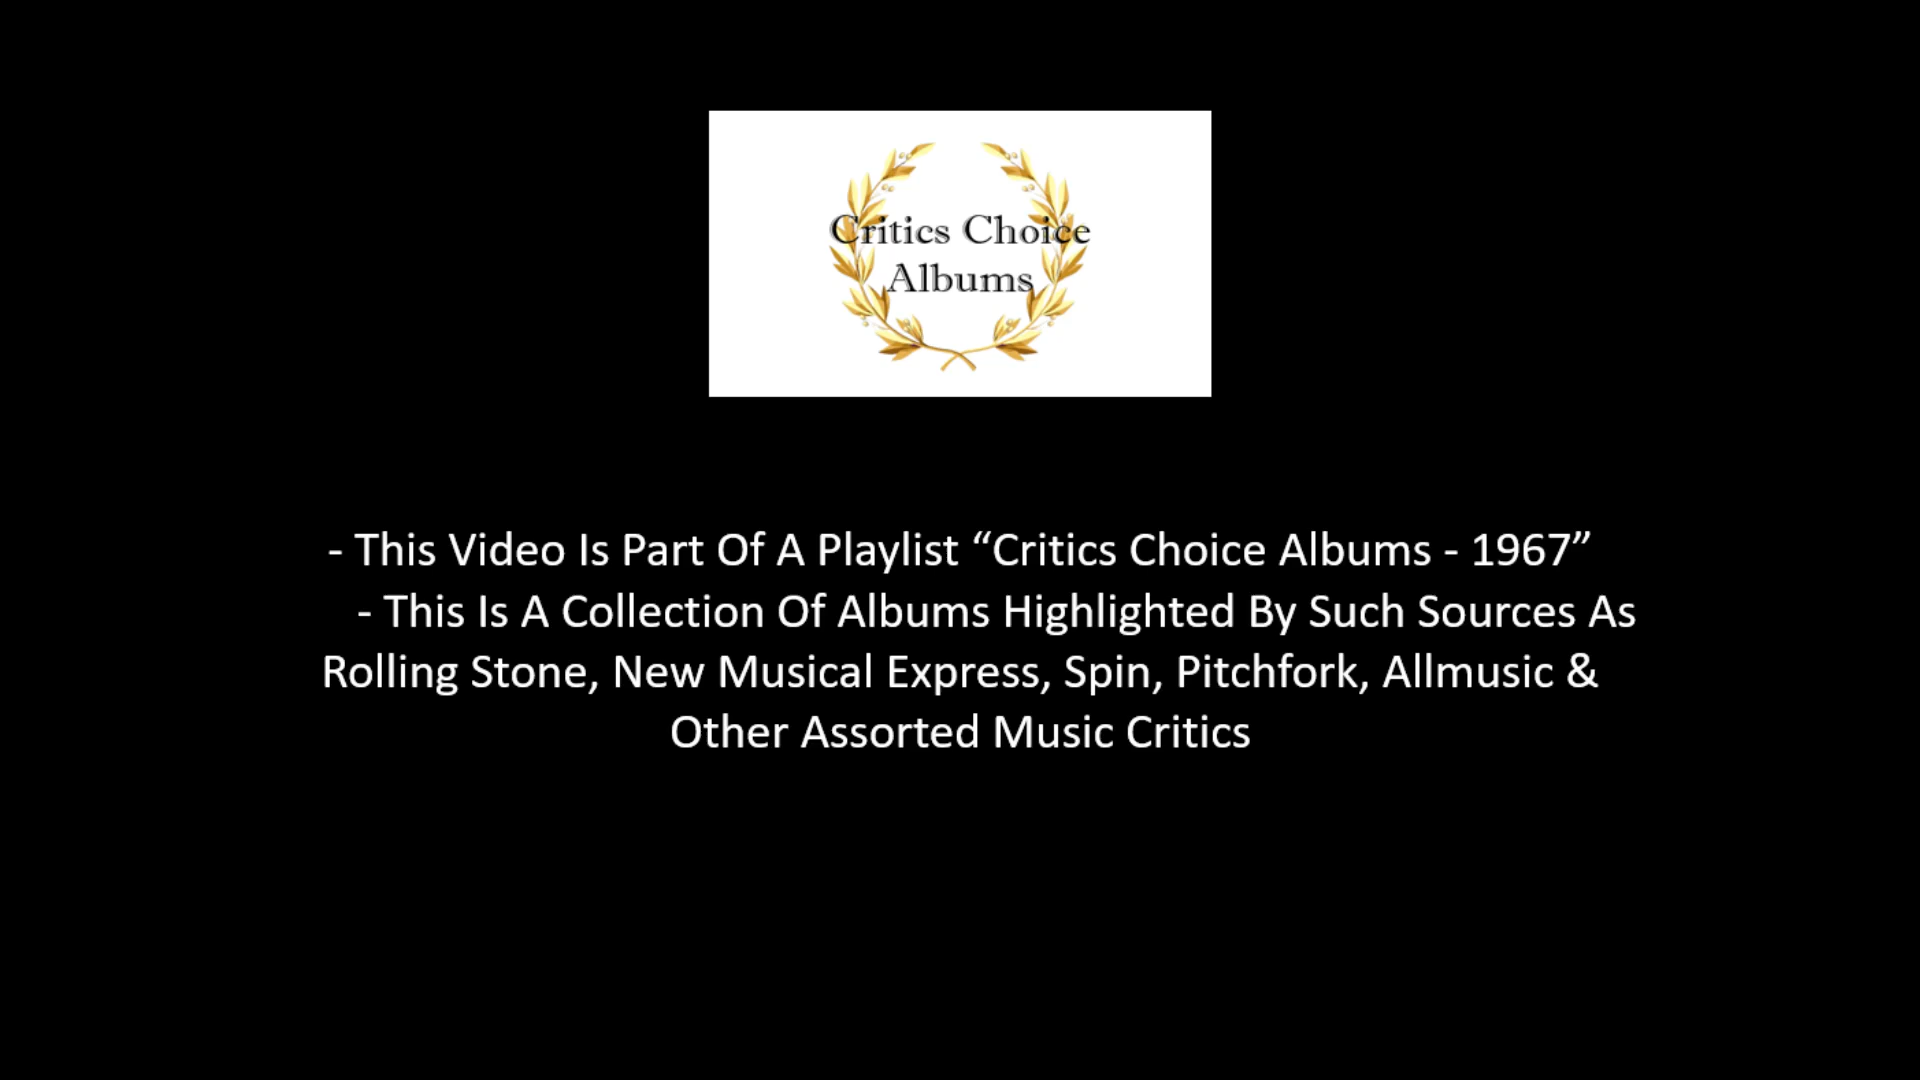 Critics Choice
Albums
- This Video Is Part Of A Playlist “Critics Choice Albums - 1967”
- This Is A Collection Of Albums Highlighted By Such Sources As
Rolling Stone, New Musical Express, Spin, Pitchfork, Allmusic &
Other Assorted Music Critics